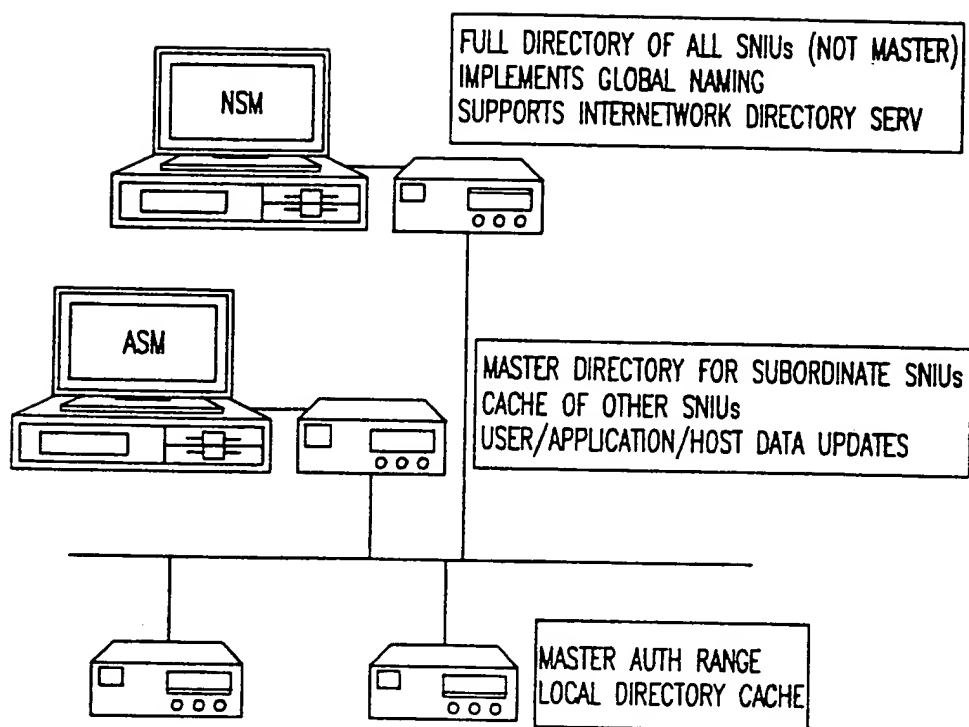 NSM
FULL DIRECTORY OF ALL SNIUs (NOT MASTER)
IMPLEMENTS GLOBAL NAMING
SUPPORTS INTERNETWORK DIRECTORY SERV
ASM
MASTER DIRECTORY FOR SUBORDINATE SNIUs
CACHE OF OTHER SNIUs
USER/APPLICATION/HOST DATA UPDATES
MASTER AUTH RANGE
LOCAL DIRECTORY CACHE